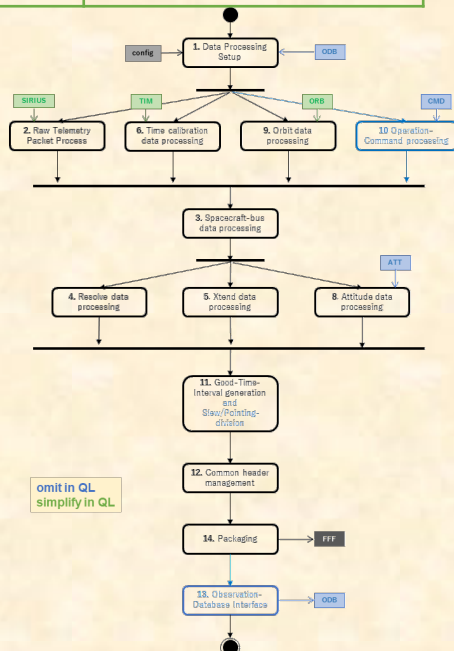 config
1. Data Processing
Setup
ODB
SIRIUS
TIM
ORB
CMD
2. Raw Telemetry
Packet Process
6. Time calibration
data processing
9. Orbit data
processing
10 Operation-
Command processing
3. Spacecraft-bus
data processing
ATT
4. Resolve data
processing
5. Xtend data
processing
8. Attitude data
processing
11. Good-Time-
Interval generation
and
Slew/Pointing-
division
12. Common header
management
omit in QL
simplify in QL
14. Packaging
FFF
13. Observation-
Database Interface
ODB